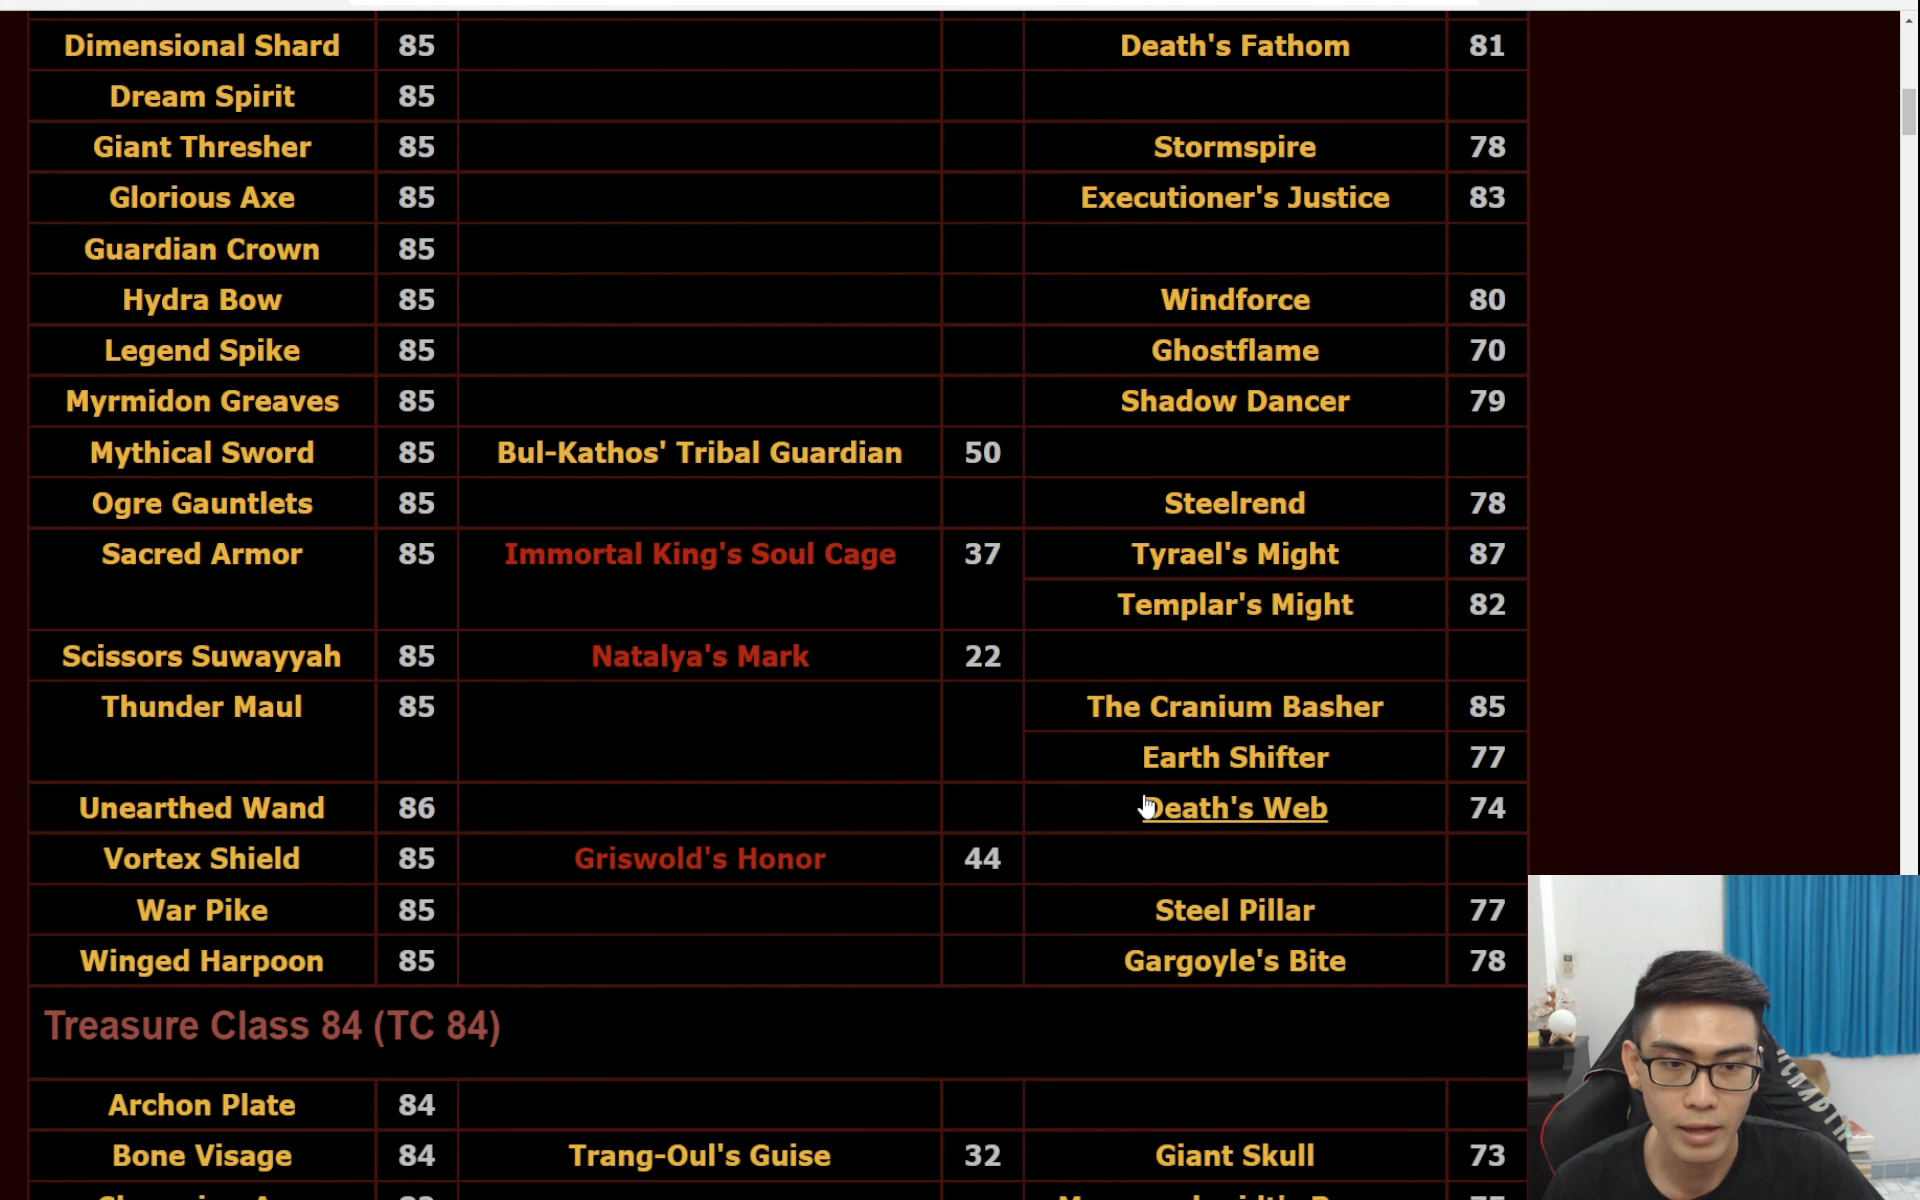 Dimensional Shard 85 Death's Fathom 81
Dream Spirit 85
Giant Thresher 85 Stormspire 78
Glorious Axe 85 Executioner's Justice 83
Guardian Crown 85
Hydra Bow 85 Windforce 80
Legend Spike 85 Ghostflame 70
Myrmidon Greaves 85 Shadow Dancer 79
Mythical Sword 85 Bul-Kathos' Tribal Guardian 50
Ogre Gauntlets 85 Steelrend 78
Sacred Armor 85 Immortal King's Soul Cage 37 Tyrael's Might 87
Templar's Might 82
Scissors Suwayyah 85 Natalya's Mark 22
Thunder Maul 85 The Cranium Basher 85
Earth Shifter 77
Unearthed Wand 86 Death's Web 74
Vortex Shield 85 Griswold's Honor 44
War Pike 85 Steel Pillar 77
Winged Harpoon 85 Gargoyle's Bite 78
Treasure Class 84 (TC 84)
Archon Plate 84
Bone Visage 84 Trang-Oul's Guise 32 Giant Skull 73